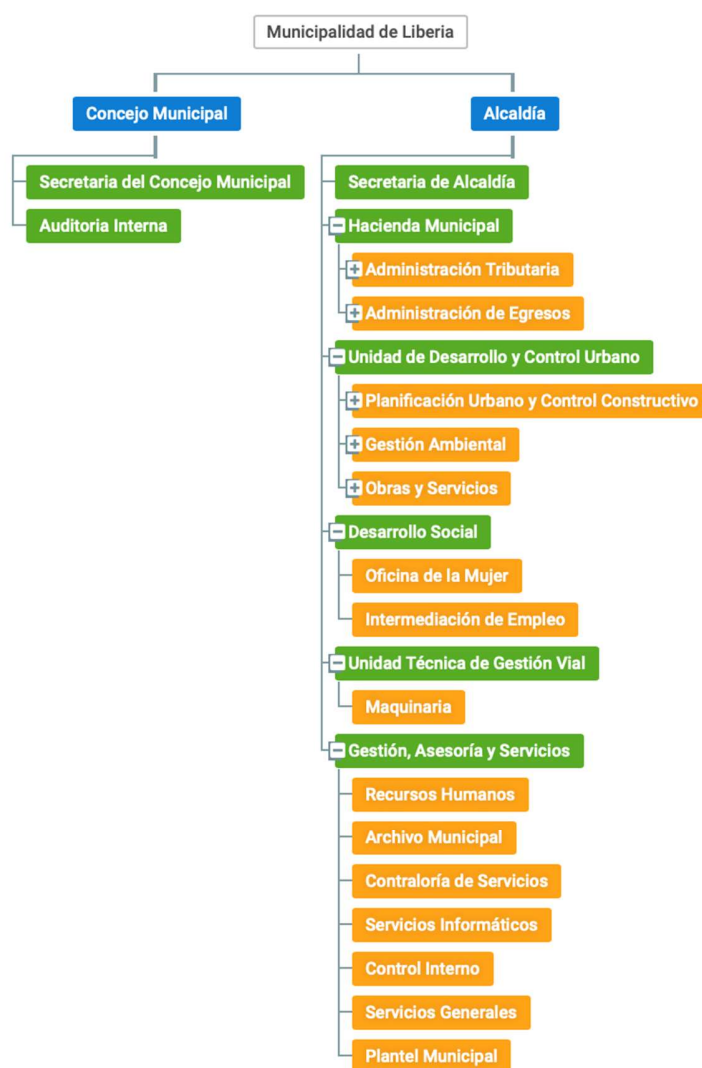 Municipalidad de Liberia
Concejo Municipal
Alcaldía
Secretaria del Concejo Municipal
Auditoria Interna
Secretaria de Alcaldía
Hacienda Municipal
Administración Tributaria
Administración de Egresos
Unidad de Desarrollo y Control Urbano
Planificación Urbano y Control Constructivo
Gestión Ambiental
Obras y Servicios
Desarrollo Social
Oficina de la Mujer
Intermediación de Empleo
Unidad Técnica de Gestión Vial
Maquinaria
Gestión, Asesoría y Servicios
Recursos Humanos
Archivo Municipal
Contraloría de Servicios
Servicios Informáticos
Control Interno
Servicios Generales
Plantel Municipal